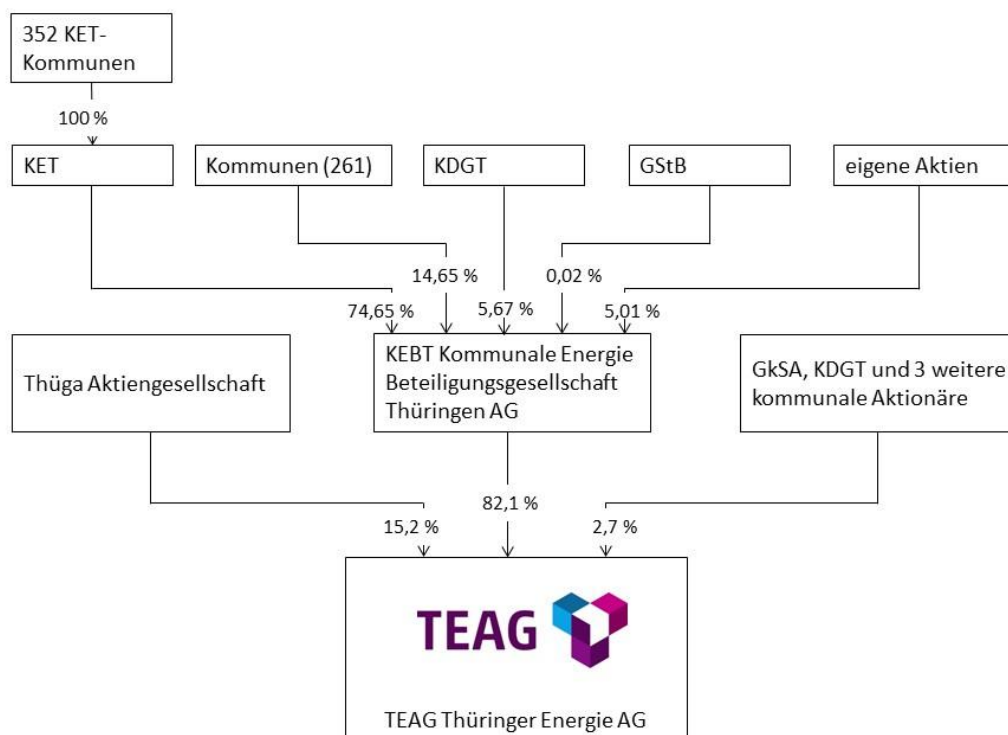 352 KET-
Kommunen
100 %
KET
Kommunen (261)
KDGT
GStB
eigene Aktien
14,65 %
0,02 %
74,65 %
5,67 %
5,01 %
Thüga Aktiengesellschaft
KEBT Kommunale Energie
Beteiligungsgesellschaft
Thüringen AG
GkSA, KDGT und 3 weitere
kommunale Aktionäre
82,1 %
15,2 %
2,7 %
TEAG
TEAG Thüringer Energie AG